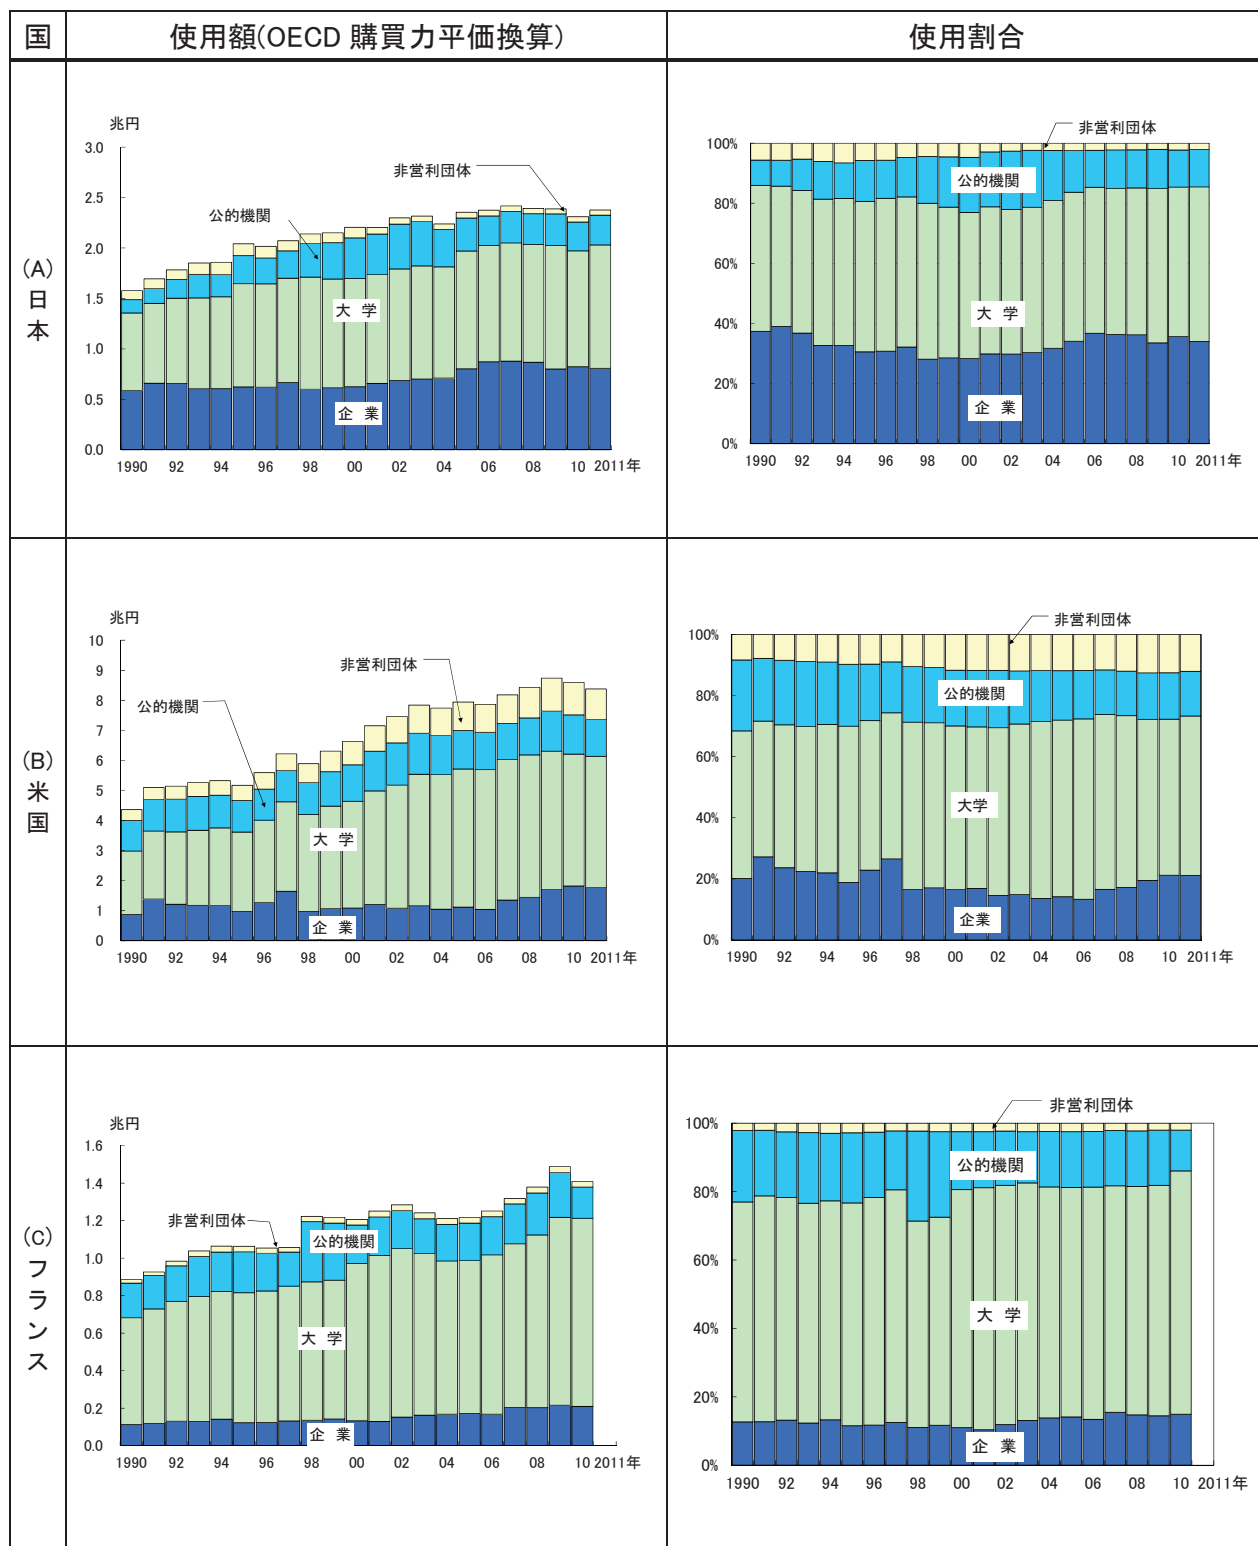 国 使用額(OECD 購買力平価換算) 使用割合
(A)日本
兆円
3.0
2.5
2.0
1.5
1.0
0.5
0.0
非営利団体
公的機関
大 学
企 業
1990 92 94 96 98 00 02 04 06 08 10 2011年
100%
80%
60%
40%
20%
0%
非営利団体
公的機関
大 学
企 業
1990 92 94 96 98 00 02 04 06 08 10 2011年
(B)米国
兆円
10
9
8
7
6
5
4
3
2
1
0
非営利団体
公的機関
大 学
企 業
1990 92 94 96 98 00 02 04 06 08 10 2011年
100%
80%
60%
40%
20%
0%
非営利団体
公的機関
大学
企業
1990 92 94 96 98 00 02 04 06 08 10 2011年
(C)フランス
兆円
1.6
1.4
1.2
1.0
0.8
0.6
0.4
0.2
0.0
非営利団体
公的機関
大 学
企 業
1990 92 94 96 98 00 02 04 06 08 10 2011年
100%
80%
60%
40%
20%
0%
非営利団体
公的機関
大 学
企 業
1990 92 94 96 98 00 02 04 06 08 10 2011年